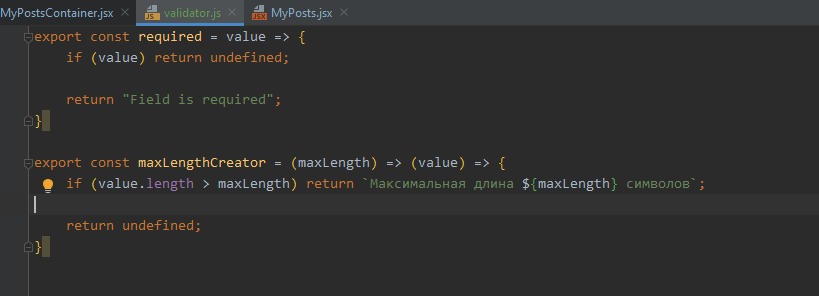 MyPostsContainer.jsx
validator.js
MyPosts.jsx
export const required = value => {
if (value) return undefined;
return "Field is required";
}
export const maxLengthCreator = (maxLength) => (value) => {
if (value.length > maxLength) return `Максимальная длина ${maxLength} символов`;
return undefined;
}